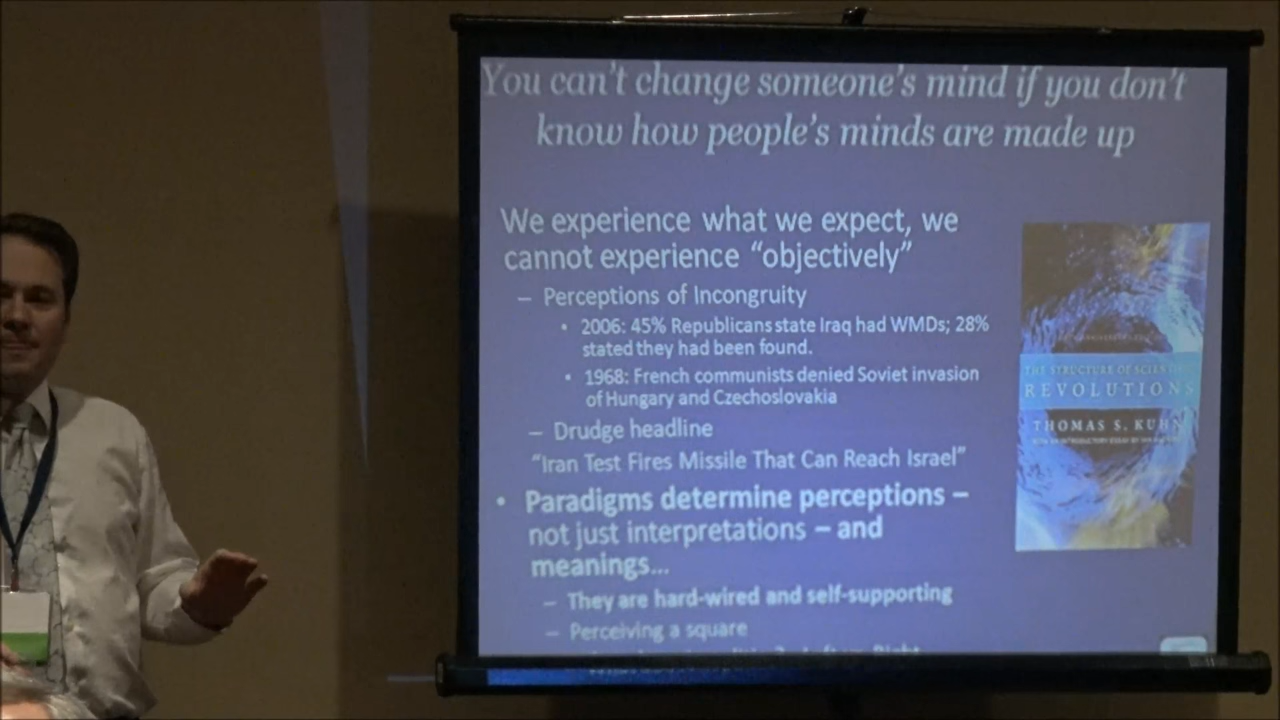 You can't change someone's mind if you don't
know how people's minds are made up
We experience what we expect, we
cannot experience “objectively”
– Perceptions of Incongruity
• 2006: 45% Republicans state Iraq had WMDs; 28%
stated they had been found.
• 1968: French communists denied Soviet invasion
of Hungary and Czechoslovakia
– Drudge headline
“Iran Test Fires Missile That Can Reach Israel”
• Paradigms determine perceptions –
not just interpretations – and
meanings...
– They are hard-wired and self-supporting
– Perceiving a square
THE STRUCTURE OF
REVOLUTIONS
THOMAS S. KUHN